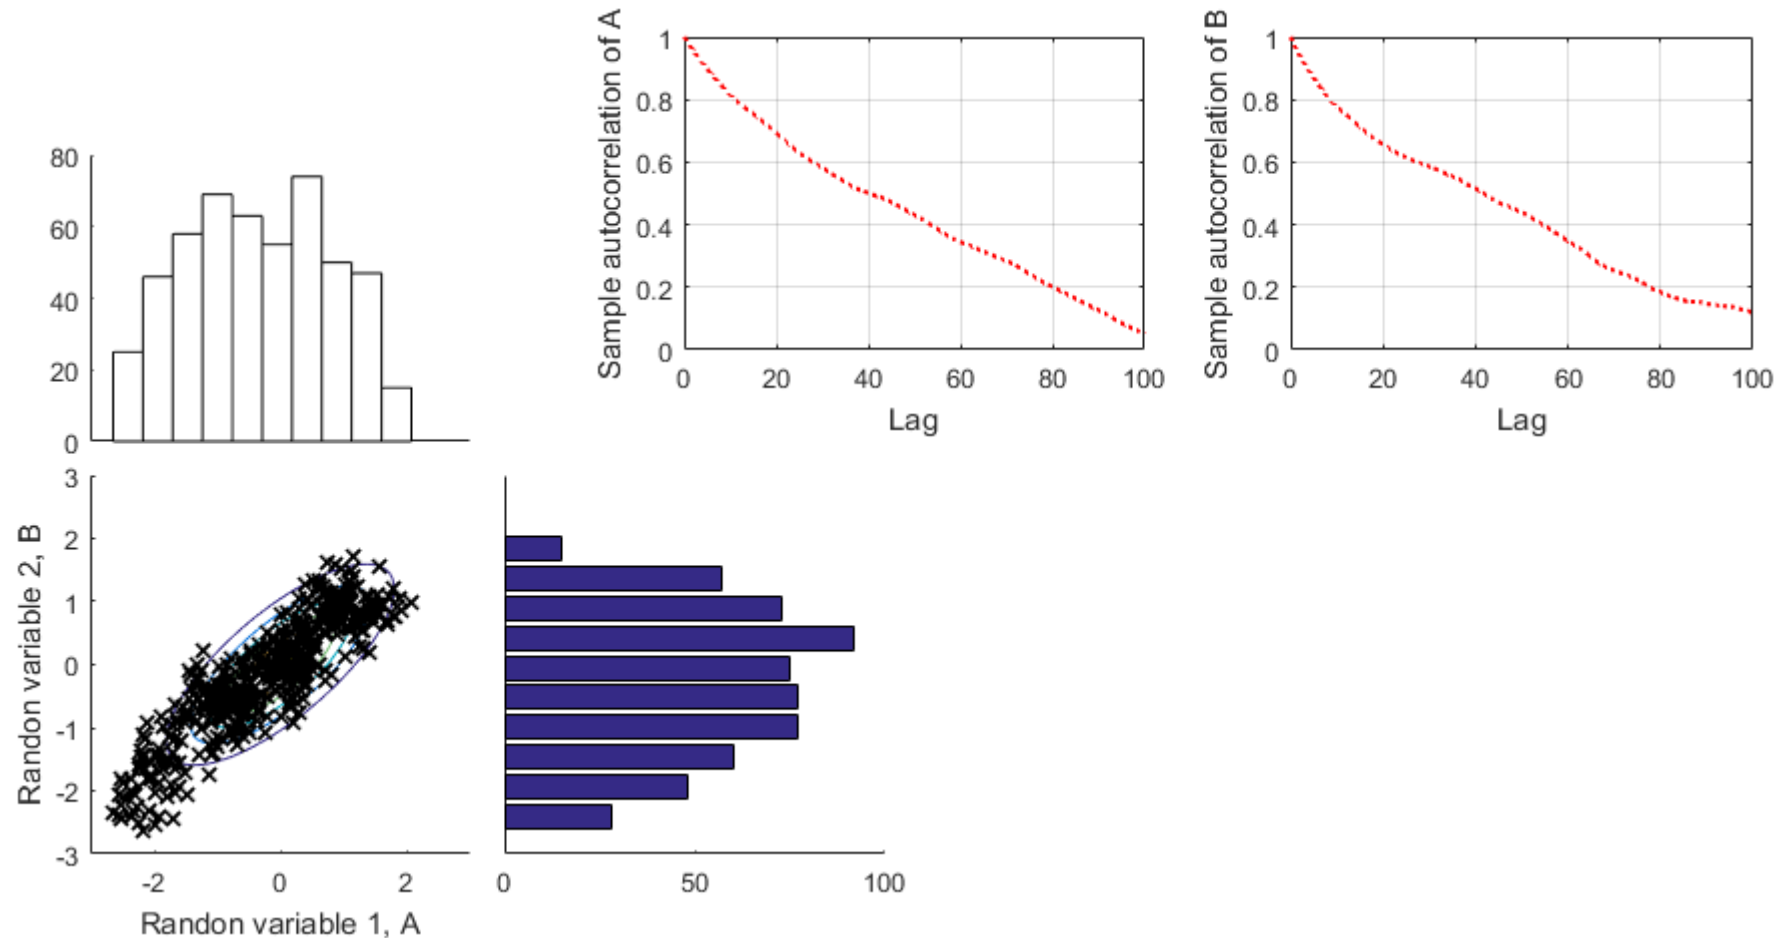 Sample autocorrelation of A
1
0.8
0.6
0.4
0.2
0
0 20 40 60 80 100
Lag
Sample autocorrelation of B
1
0.8
0.6
0.4
0.2
0
0 20 40 60 80 100
Lag
80
60
40
20
0
Randon variable 2, B
3
2
1
0
-1
-2
-3
-2 0 2
Randon variable 1, A
0 50 100